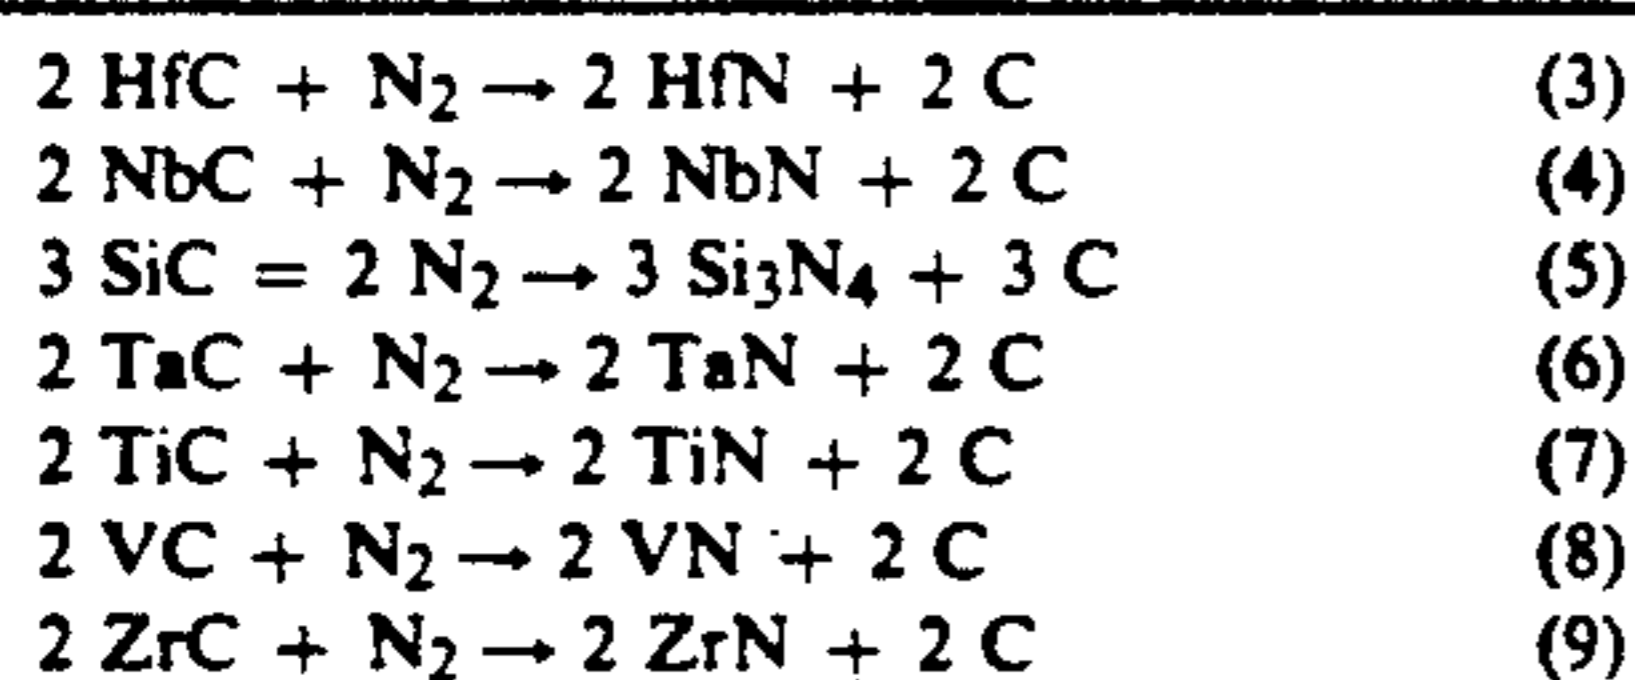 2 HfC + N₂ → 2 HfN + 2 C (3)
2 NbC + N₂ → 2 NbN + 2 C (4)
3 SiC = 2 N₂ → 3 Si₃N₄ + 3 C (5)
2 TaC + N₂ → 2 TaN + 2 C (6)
2 TiC + N₂ → 2 TiN + 2 C (7)
2 VC + N₂ → 2 VN + 2 C (8)
2 ZrC + N₂ → 2 ZrN + 2 C (9)